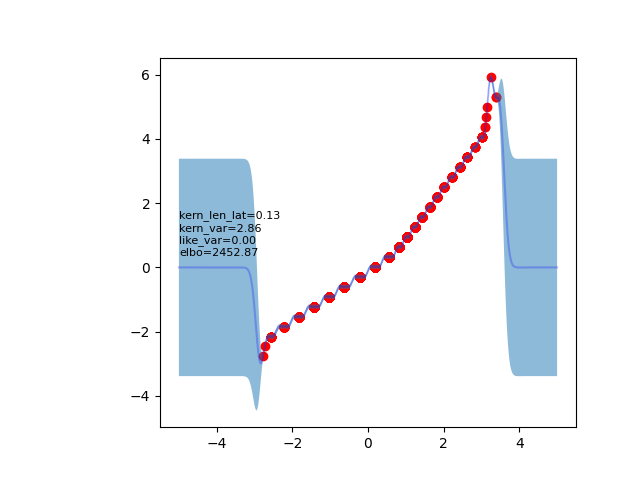 6
4
2
0
−2
−4
kern_len_lat=0.13
kern_var=2.86
like_var=0.00
elbo=2452.87
−4 −2 0 2 4